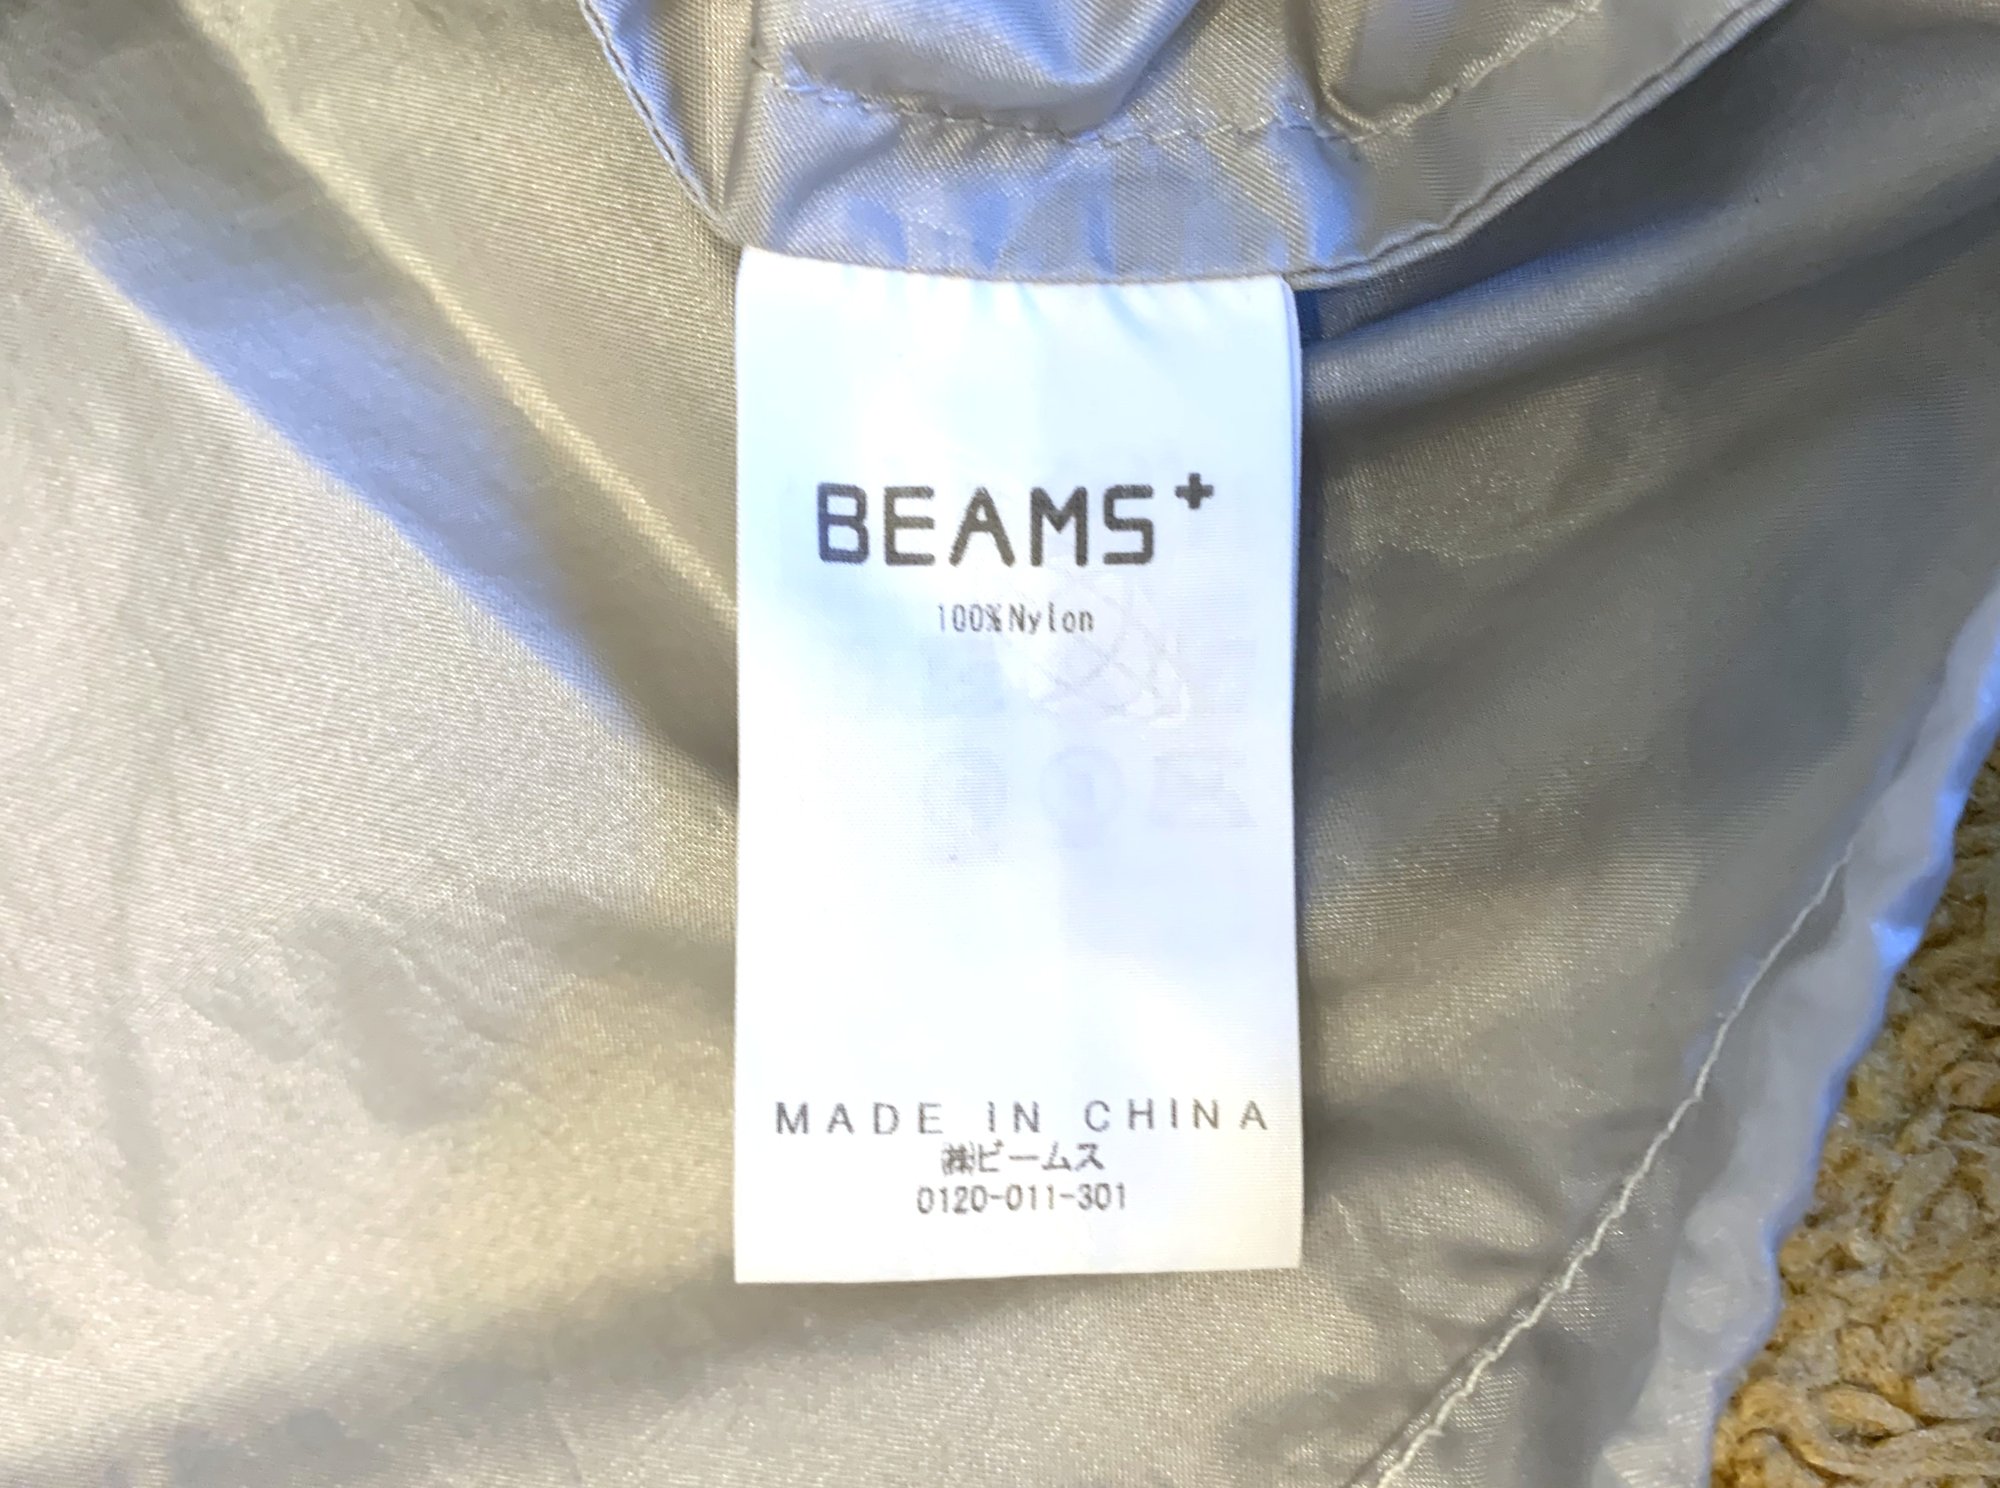 BEAMS+
100%Nylon
MADE IN CHINA
㈱ビームス
0120-011-301